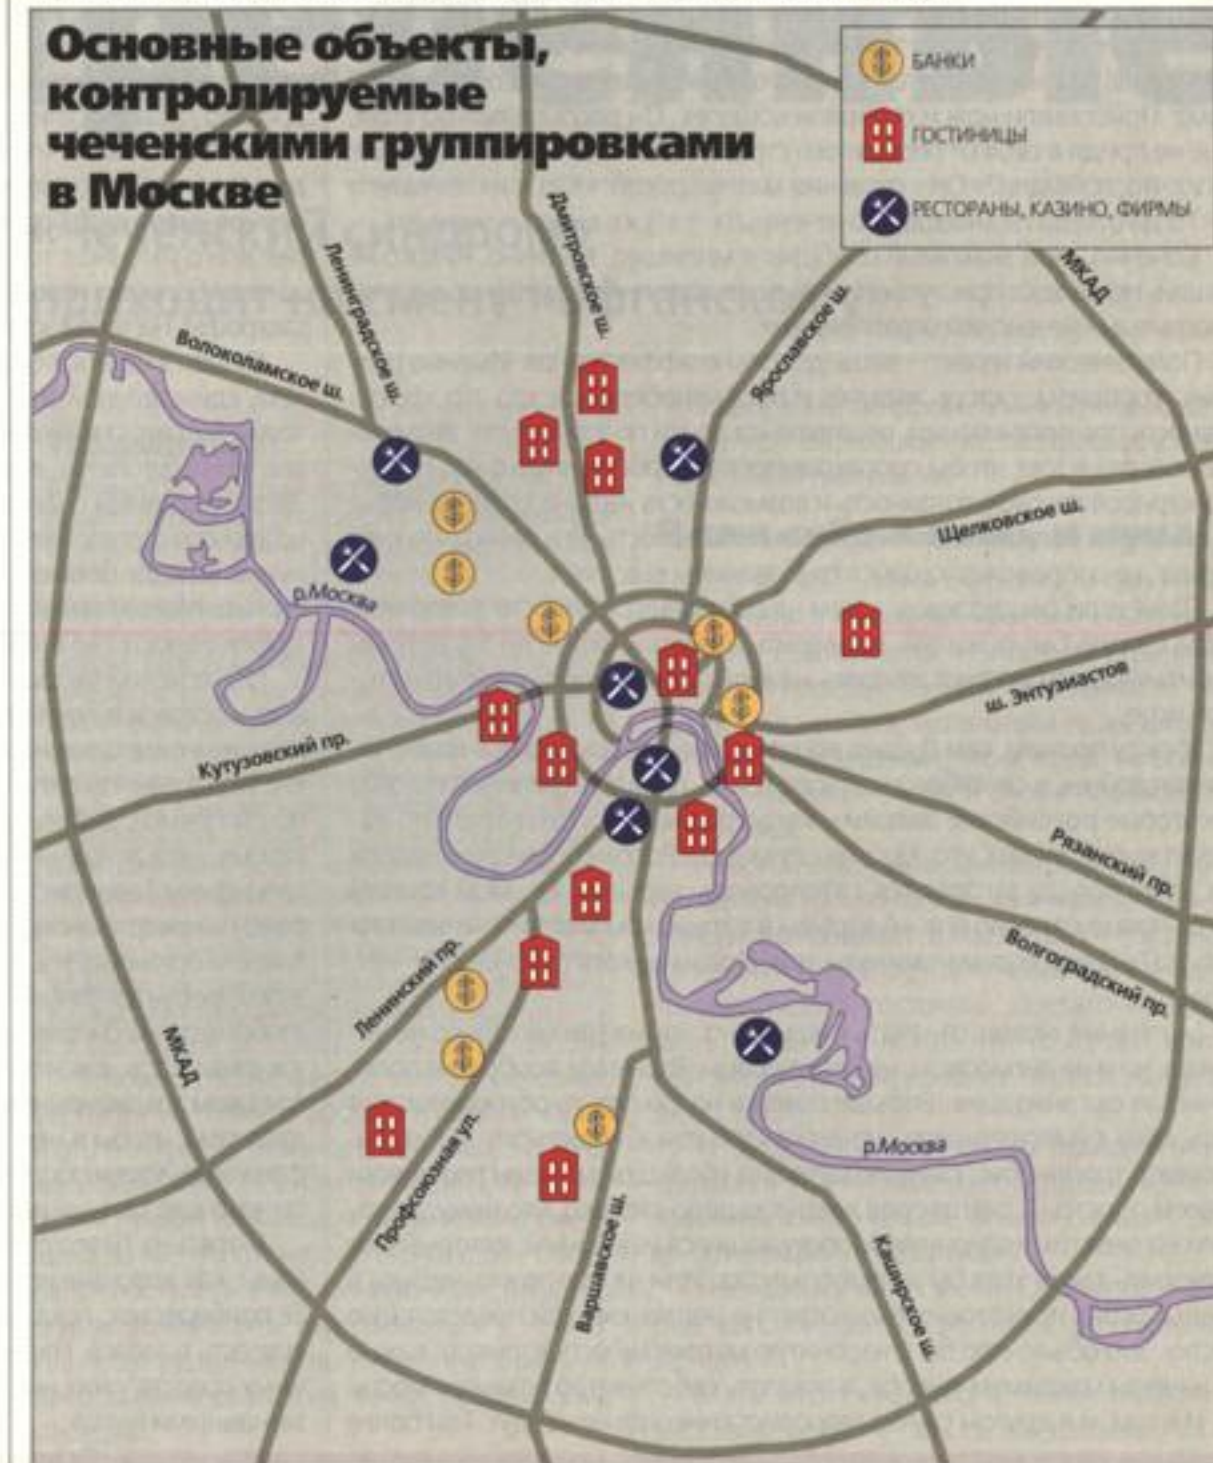 Основные объекты,
контролируемые
чеченскими группировками
в Москве
БАНКИ
ГОСТИНИЦЫ
РЕСТОРАНЫ, КАЗИНО, ФИРМЫ
Ленинградское ш.
Дмитровское ш.
Ярославское ш.
МКАД
Волоколамское ш.
Щелковское ш.
р.Москва
ш. Энтузиастов
Кутузовский пр.
Рязанский пр.
Волгоградский пр.
Ленинский пр.
МКАД
Профсоюзная ул.
р.Москва
Варшавское ш.
Каширское ш.